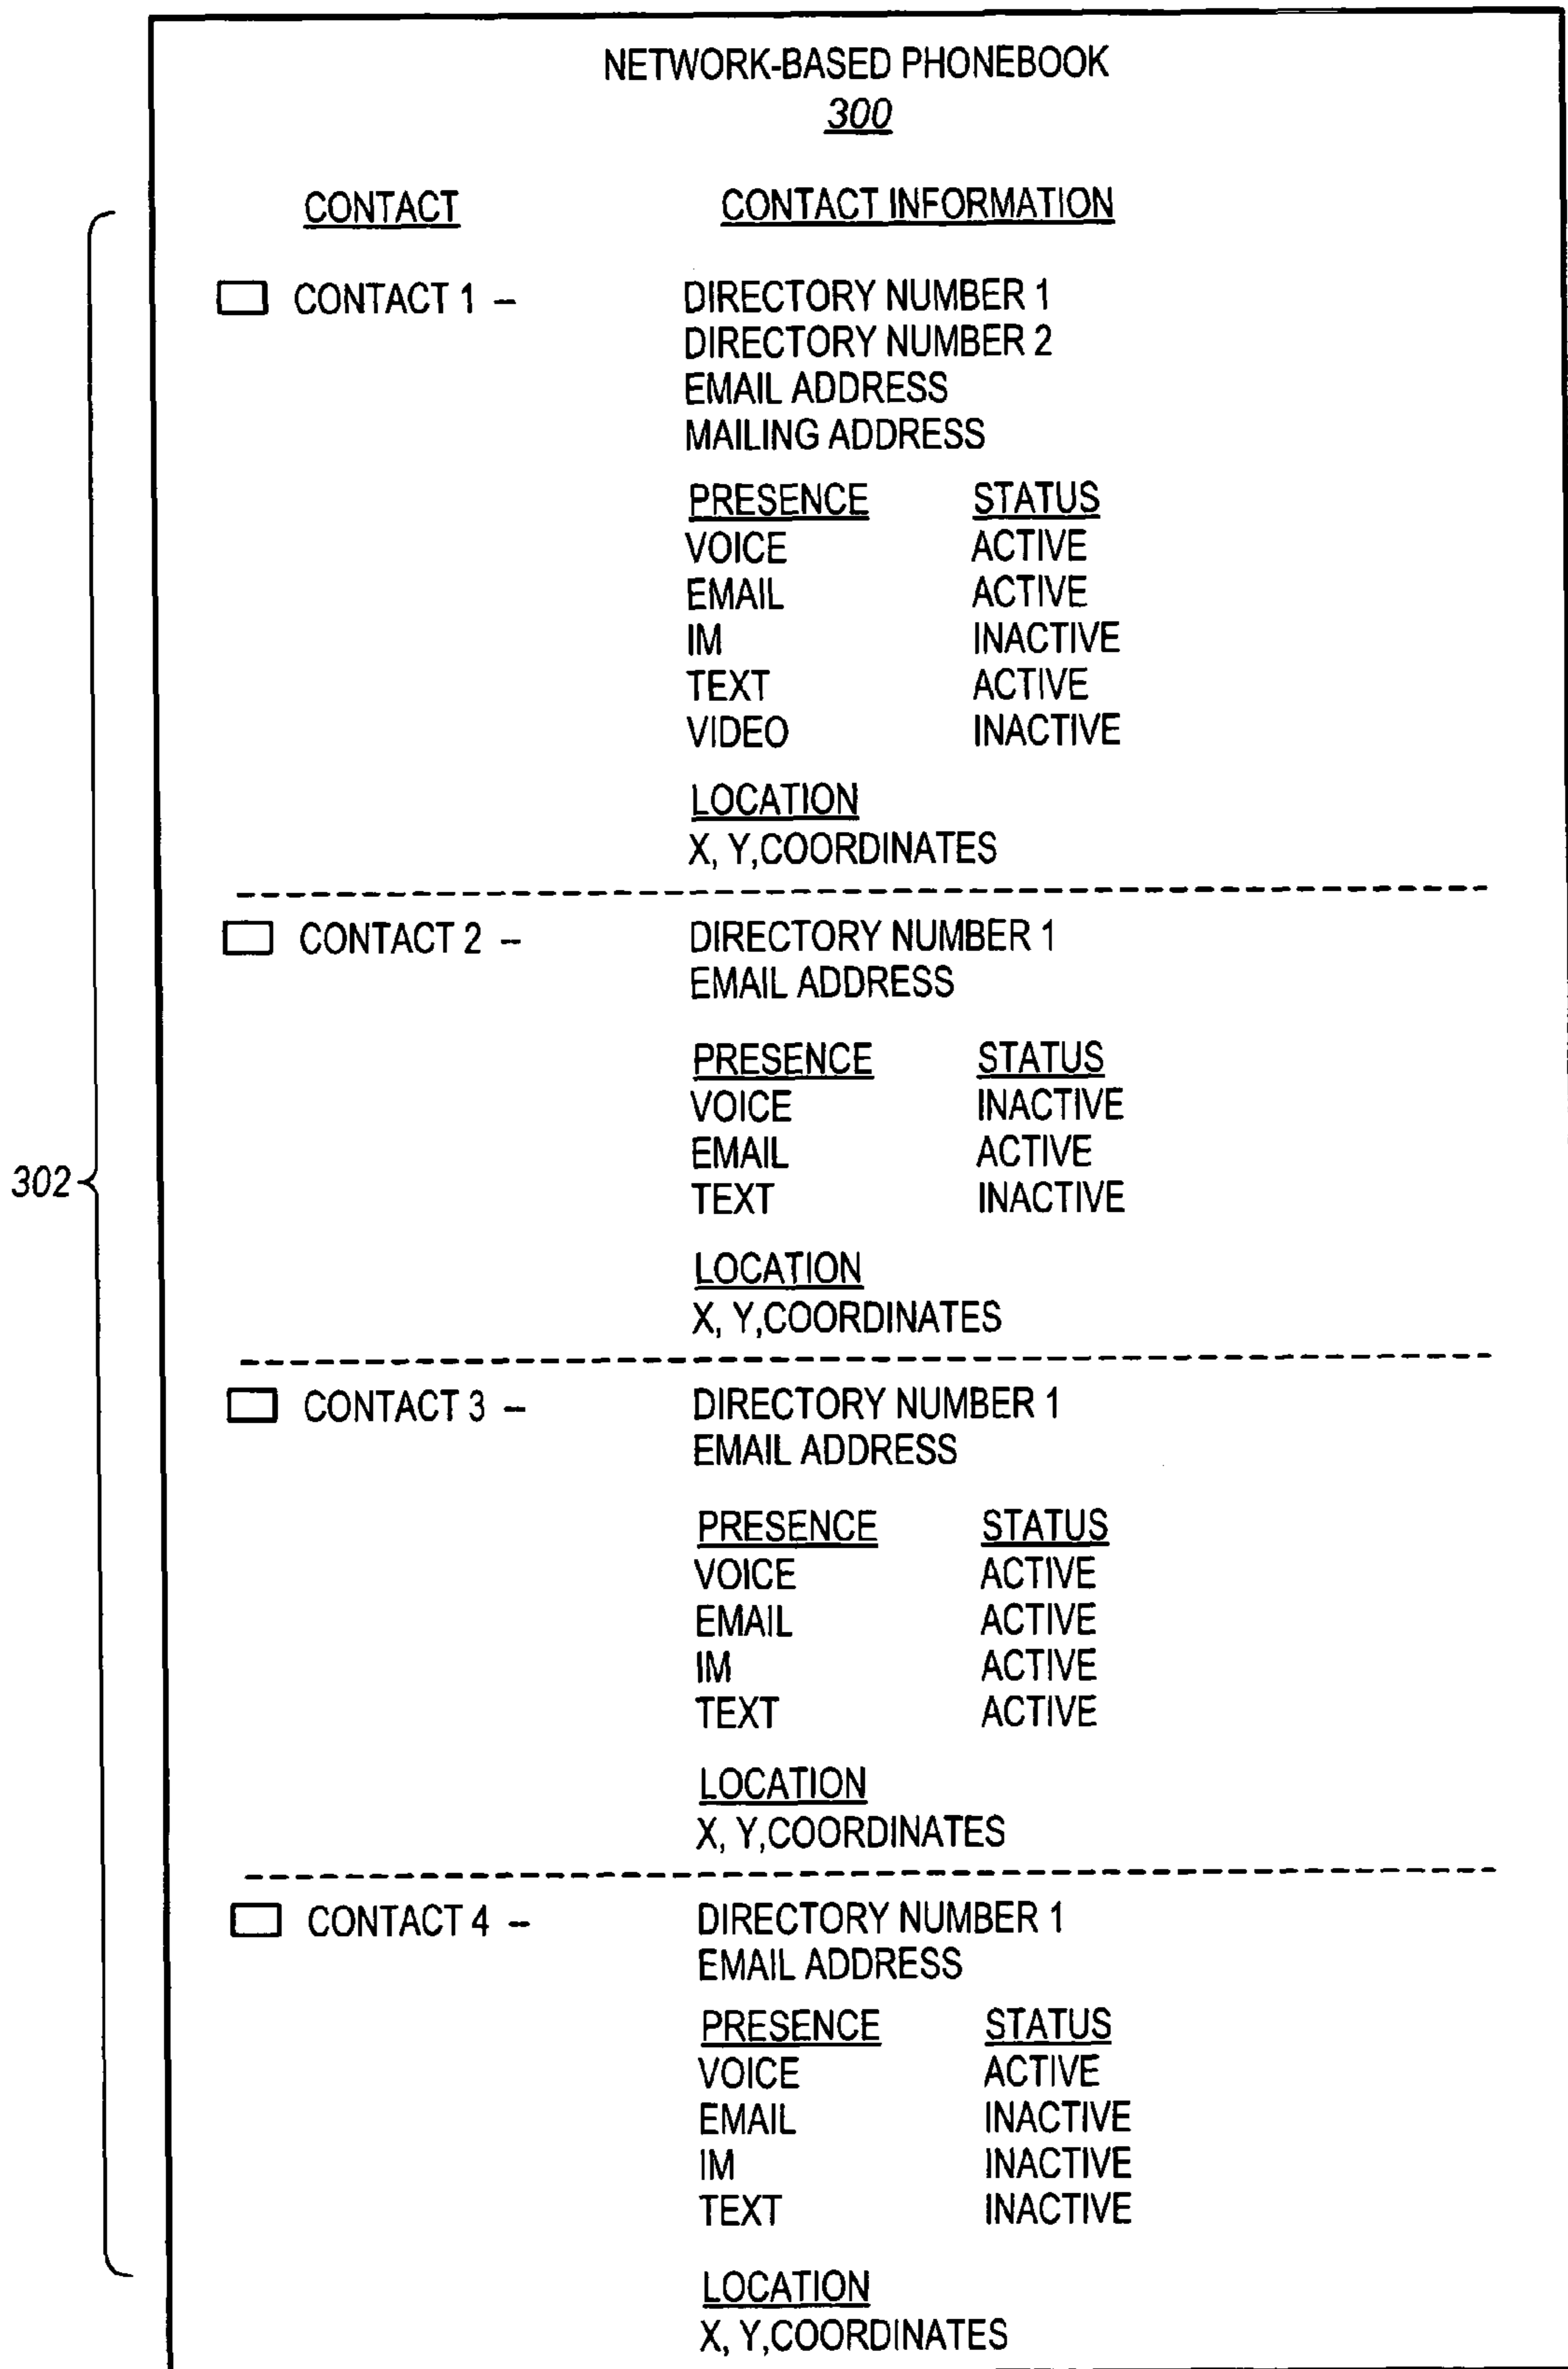 NETWORK-BASED PHONEBOOK
300
CONTACT CONTACT INFORMATION
CONTACT 1 – DIRECTORY NUMBER 1
DIRECTORY NUMBER 2
EMAIL ADDRESS
MAILING ADDRESS
PRESENCE STATUS
VOICE ACTIVE
EMAIL ACTIVE
IM INACTIVE
TEXT ACTIVE
VIDEO INACTIVE
LOCATION
X, Y,COORDINATES
CONTACT 2 – DIRECTORY NUMBER 1
EMAIL ADDRESS
PRESENCE STATUS
VOICE INACTIVE
EMAIL ACTIVE
302 TEXT INACTIVE
LOCATION
X, Y,COORDINATES
CONTACT 3 – DIRECTORY NUMBER 1
EMAIL ADDRESS
PRESENCE STATUS
VOICE ACTIVE
EMAIL ACTIVE
IM ACTIVE
TEXT ACTIVE
LOCATION
X, Y,COORDINATES
CONTACT 4 – DIRECTORY NUMBER 1
EMAIL ADDRESS
PRESENCE STATUS
VOICE ACTIVE
EMAIL INACTIVE
IM INACTIVE
TEXT INACTIVE
LOCATION
X, Y,COORDINATES